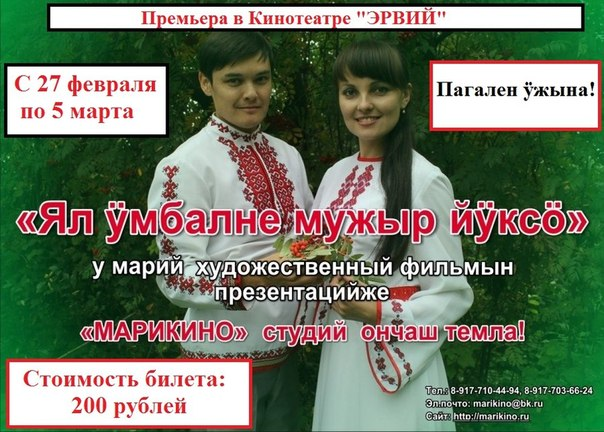 Премьера в Кинотеатре "ЭРВИЙ"
С 27 февраля
по 5 марта
Пагален ӱжына!
«Ял ӱмбалне мужыр йӱксӧ»
у марий художественный фильмын
презентацийже
«МАРИКИНО» студий ончаш темла!
Стоимость билета:
200 рублей
Тел.: 8-917-710-44-94, 8-917-703-66-24
Эл.почто: marikino@bk.ru
Сайт: http://marikino.ru